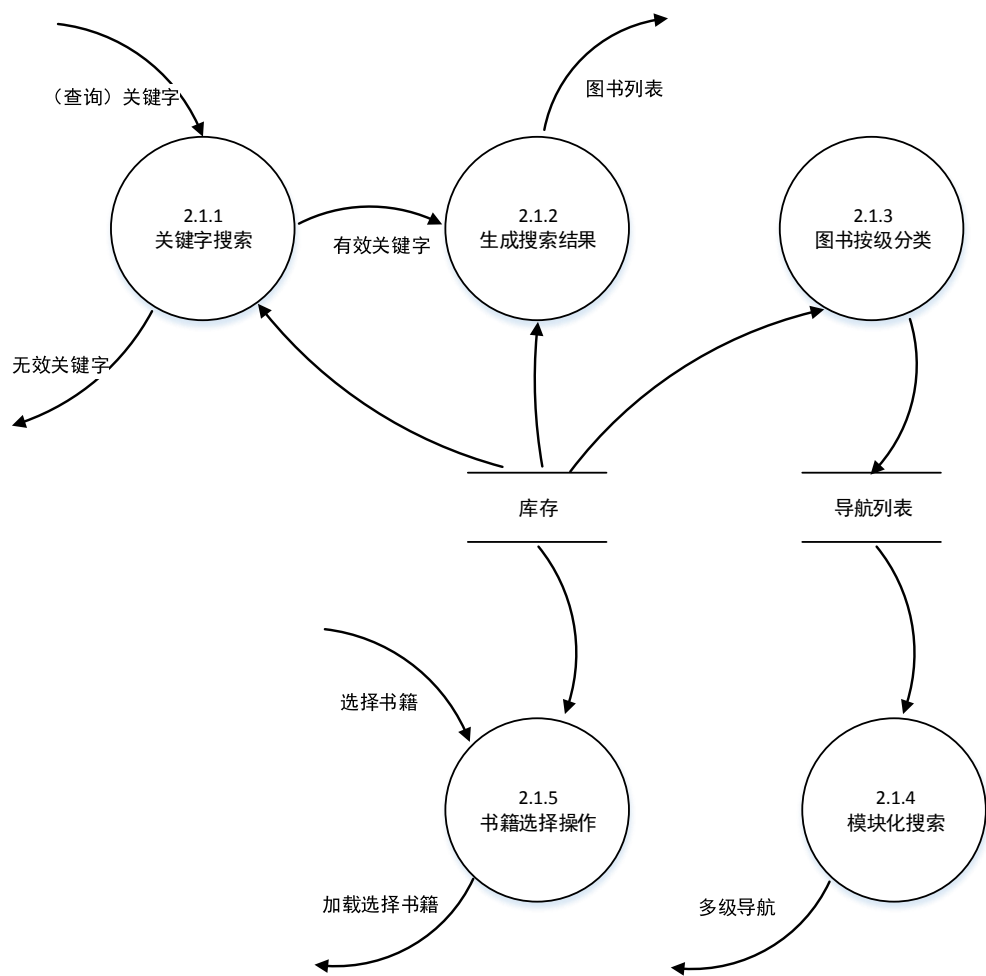 （查询）关键字
图书列表
2.1.1
关键字搜索
有效关键字
2.1.2
生成搜索结果
2.1.3
图书按级分类
无效关键字
库存
导航列表
选择书籍
2.1.5
书籍选择操作
2.1.4
模块化搜索
加载选择书籍
多级导航